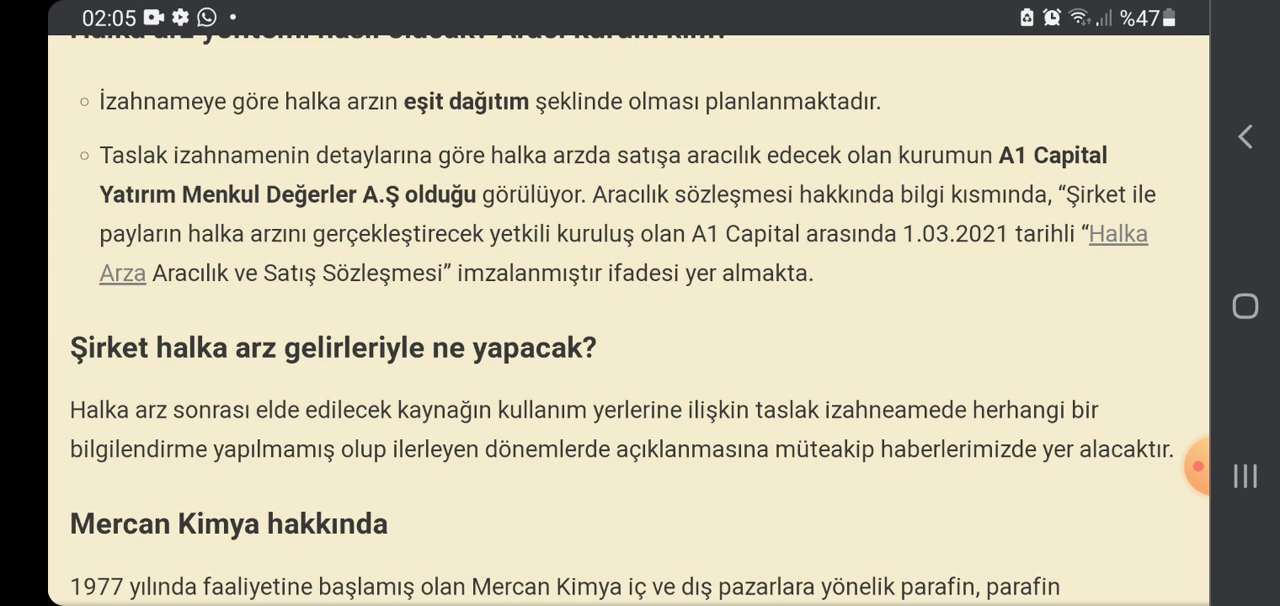 02:05
%47
İzahnameye göre halka arzın eşit dağıtım şeklinde olması planlanmaktadır.
Taslak izahnamenin detaylarına göre halka arzda satışa aracılık edecek olan kurumun A1 Capital
Yatırım Menkul Değerler A.Ş olduğu görülüyor. Aracılık sözleşmesi hakkında bilgi kısmında, “Şirket ile
payların halka arzını gerçekleştirecek yetkili kuruluş olan A1 Capital arasında 1.03.2021 tarihli “Halka
Arza Aracılık ve Satış Sözleşmesi” imzalanmıştır ifadesi yer almakta.
Şirket halka arz gelirleriyle ne yapacak?
Halka arz sonrası elde edilecek kaynağın kullanım yerlerine ilişkin taslak izahneamede herhangi bir
bilgilendirme yapılmamış olup ilerleyen dönemlerde açıklanmasına müteakip haberlerimizde yer alacaktır.
Mercan Kimya hakkında
1977 yılında faaliyetine başlamış olan Mercan Kimya iç ve dış pazarlara yönelik parafin, parafin